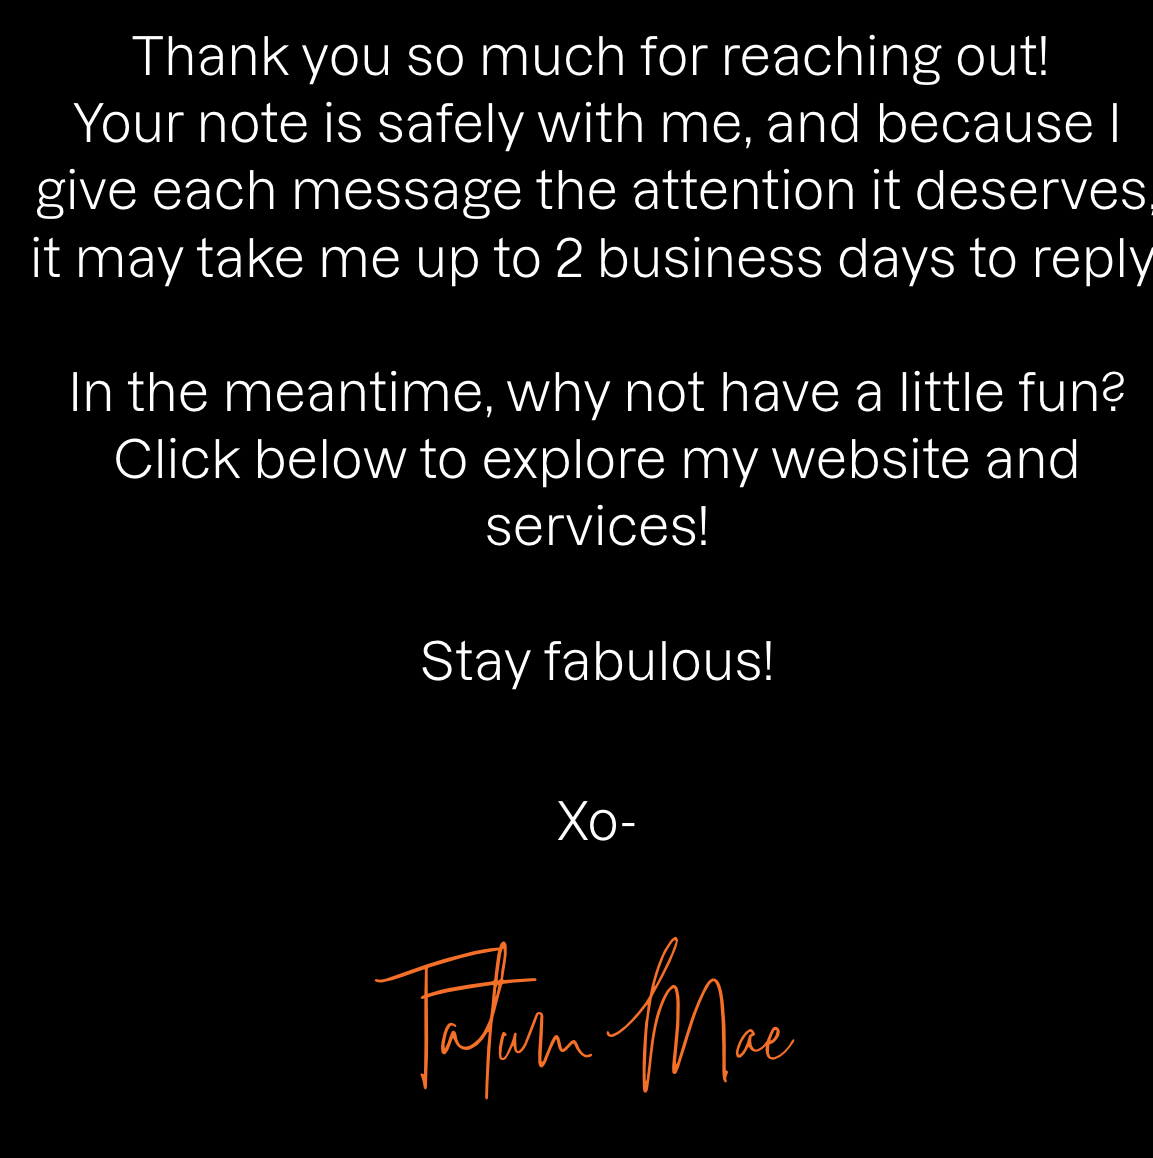 Thank you so much for reaching out!
Your note is safely with me, and because I
give each message the attention it deserves,
it may take me up to 2 business days to reply
In the meantime, why not have a little fun?
Click below to explore my website and
services!
Stay fabulous!
Xo-
Tatum Mae